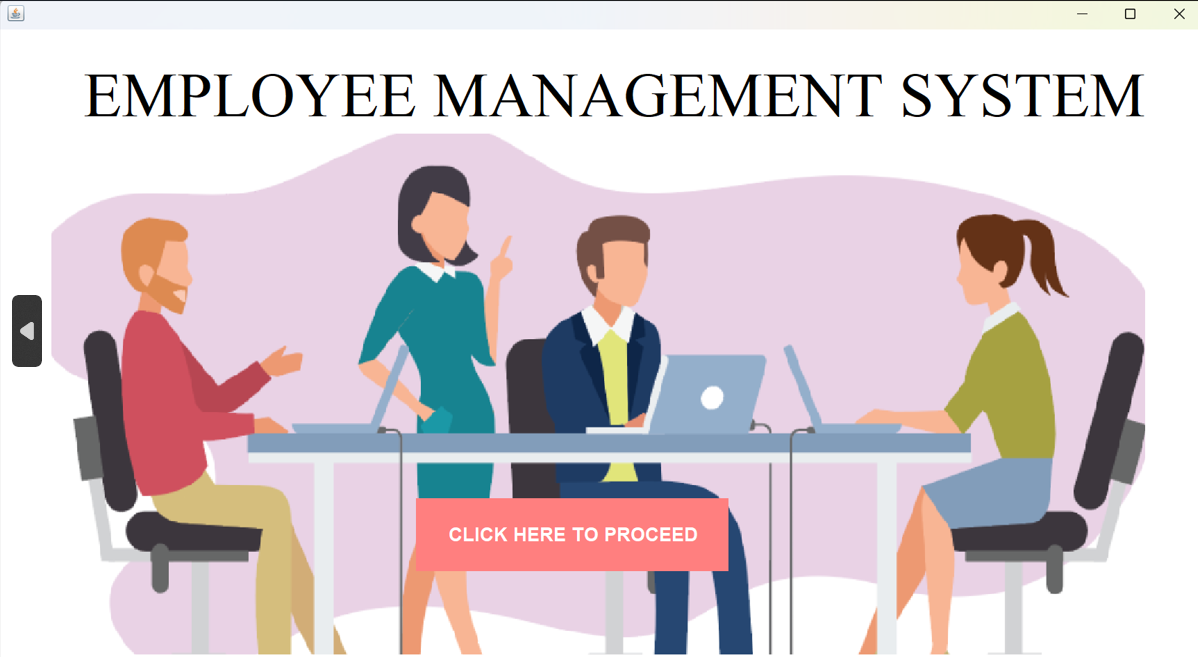 EMPLOYEE MANAGEMENT SYSTEM
CLICK HERE TO PROCEED